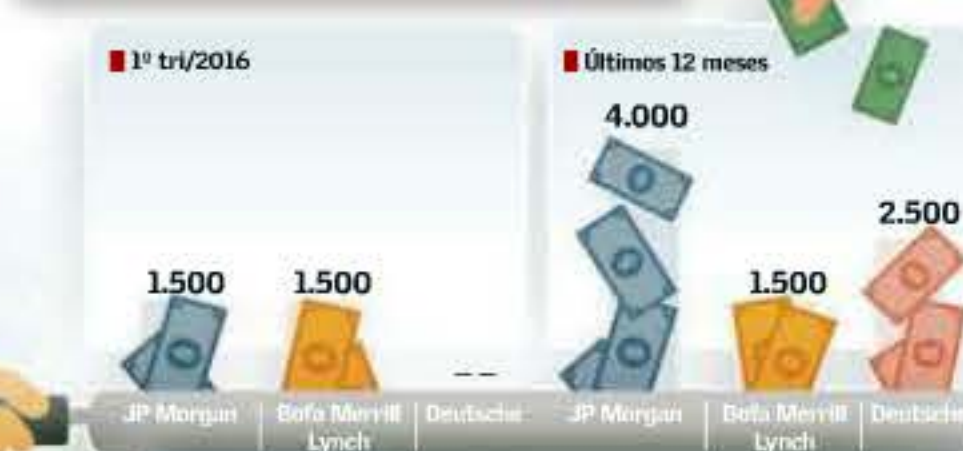 1º tri/2016
1.500
1.500
--
JP Morgan
Bofa Merrill
Lynch
Deutsche
Últimos 12 meses
4.000
1.500
2.500
JP Morgan
Bofa Merrill
Lynch
Deutsche